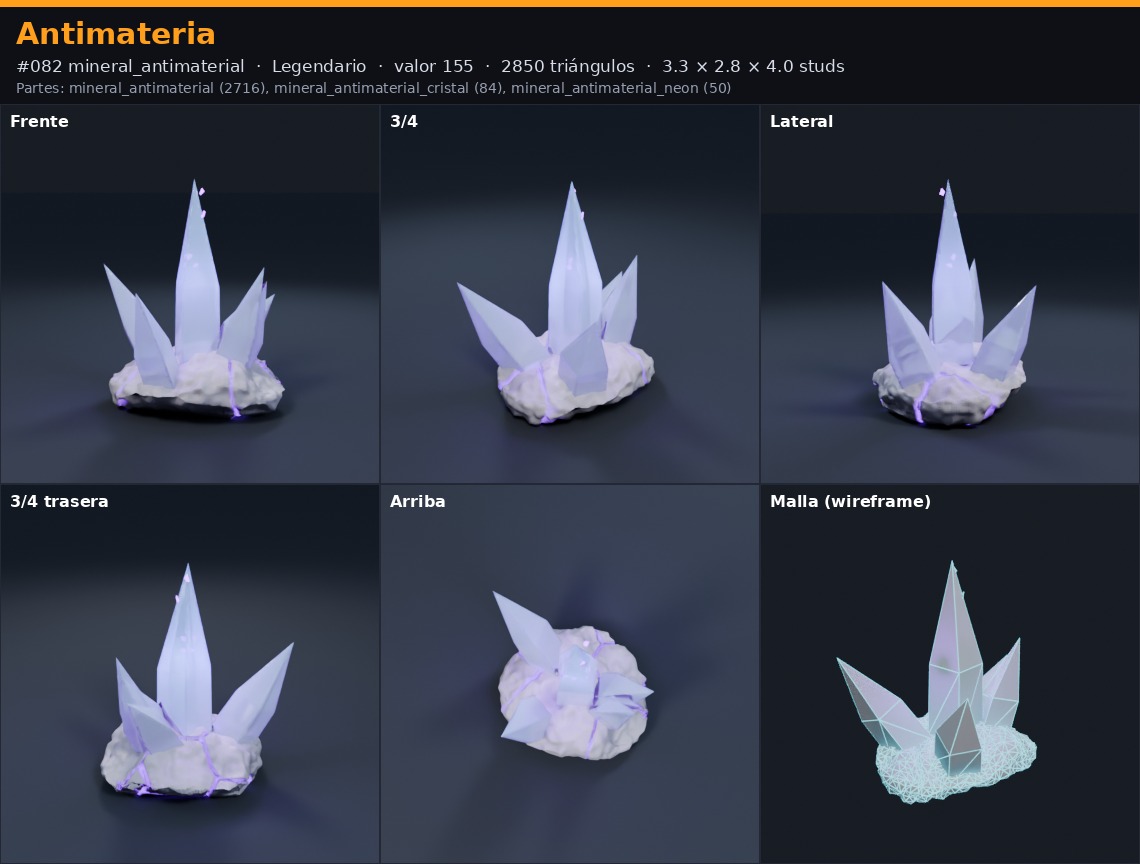 Antimateria
#082 mineral_antimaterial · Legendario · valor 155 · 2850 triángulos · 3.3 × 2.8 × 4.0 studs
Partes: mineral_antimaterial (2716), mineral_antimaterial_cristal (84), mineral_antimaterial_neon (50)
Frente
3/4
Lateral
3/4 trasera
Arriba
Malla (wireframe)